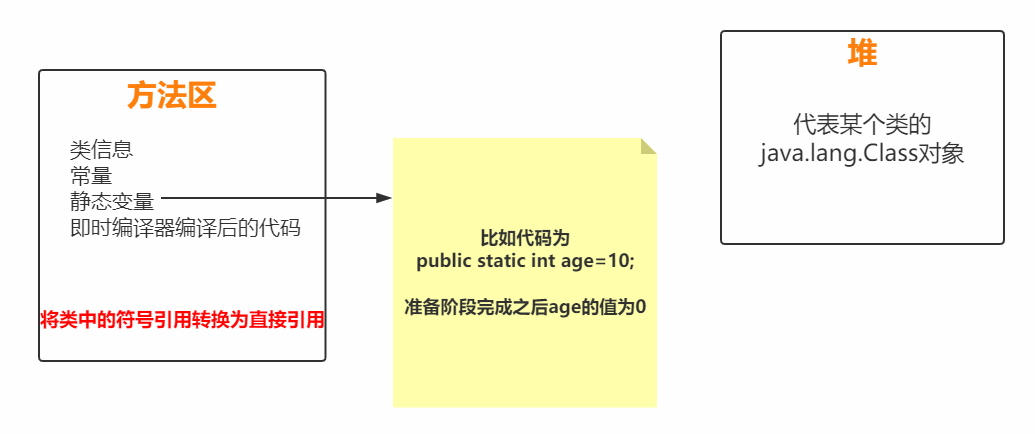 方法区
类信息
常量
静态变量
即时编译器编译后的代码
将类中的符号引用转换为直接引用
比如代码为
public static int age=10;
准备阶段完成之后age的值为0
堆
代表某个类的
java.lang.Class对象